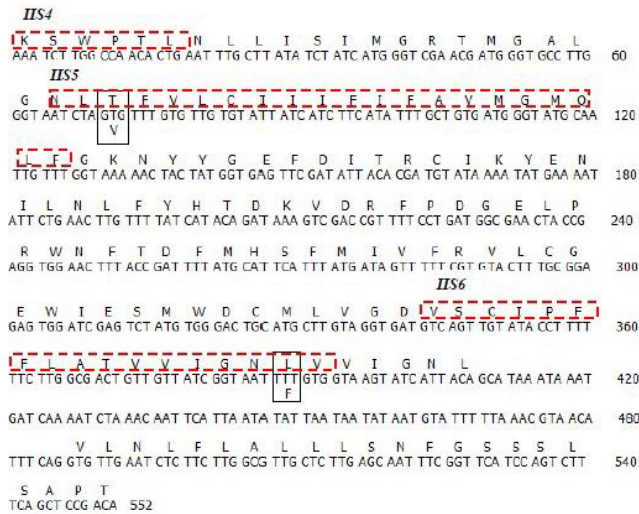 IIS4
K S W P T L N L L I S I M G R T M G A L
AAA TCT TGG CCA ACA CTG AAT TTG CTT ATA TCT ATC ATG GGT CGA ACG ATG GGT GCC TTG 60
IIS5
G N L T F V L C I I I F I F A V M G M Q
GGT AAT CTA GTG TTT GTG TTG TGT ATT ATC ATC TTC ATA TTT GCT GTG ATG GGT ATG CAA 120
V
L F G K N Y Y G E F D I T R C I K Y E N
TTG TTT GGT AAA AAC TAC TAT GGT GAG TTC GAT ATT ACA CGA TGT ATA AAA TAT GAA AAT 180
I L N L F Y H T D K V D R F P D G E L P
ATT CTG AAC TTG TTT TAT CAT ACA GAT AAA GTC GAC CGT TTT CCT GAT GGC GAA CTA CCG 240
R W N F T D F M H S F M I V F R V L C G
AGG TGG AAC TTT ACC GAT TTT ATG CAT TCA TTT ATG ATA GTT TTT CGT GTA CTT TGC GGA 300
IIS6
E W I E S M W D C M L V G D V S C I P F
GAG TGG ATC GAG TCT ATG TGG GAC TGC ATG CTT GTA GGT GAT GTC AGT TGT ATA CCT TTT 360
F L A T V V I G N L V V I G N L
TTC TTG GCG ACT GTT GTT ATC GGT AAT TTT GTG GTA AGT ATC ATT ACA GCA TAA ATA AAT 420
F
GAT CAA AAT CTA AAC AAT TCA TTA ATA TAT TAA TAA TAT AAT GTA TTT TTA AAC GTA ACA 480
V L N L F L A L L L S N F G S S S L
TTT CAG GTG TTG AAT CTC TTC TTG GCG TTG CTC TTG AGC AAT TTC GGT TCA TCC AGT CTT 540
S A P T
TCA GCT CCG ACA 552